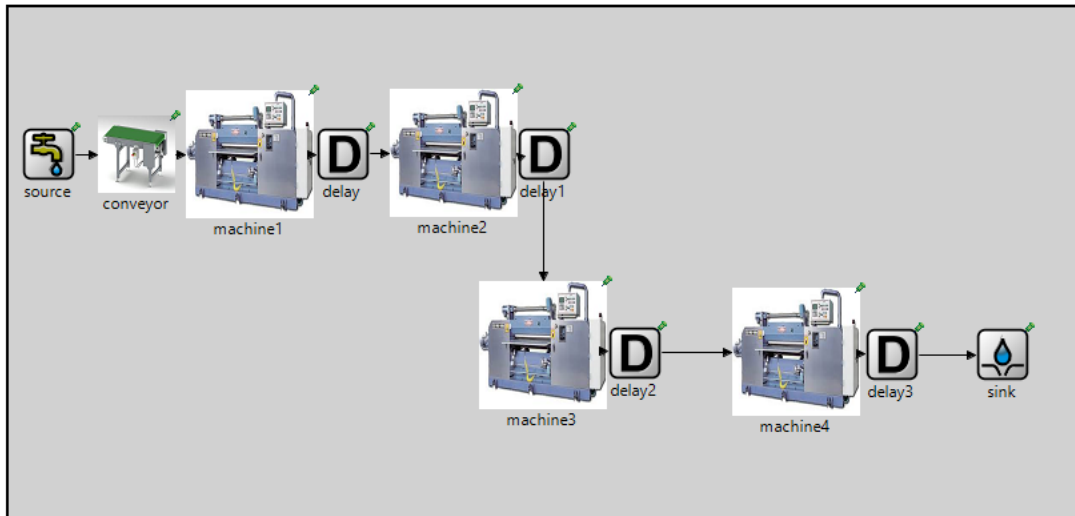 D
D
source
conveyor
delay
delay1
machine1
machine2
D
D
delay2
delay3
sink
machine3
machine4